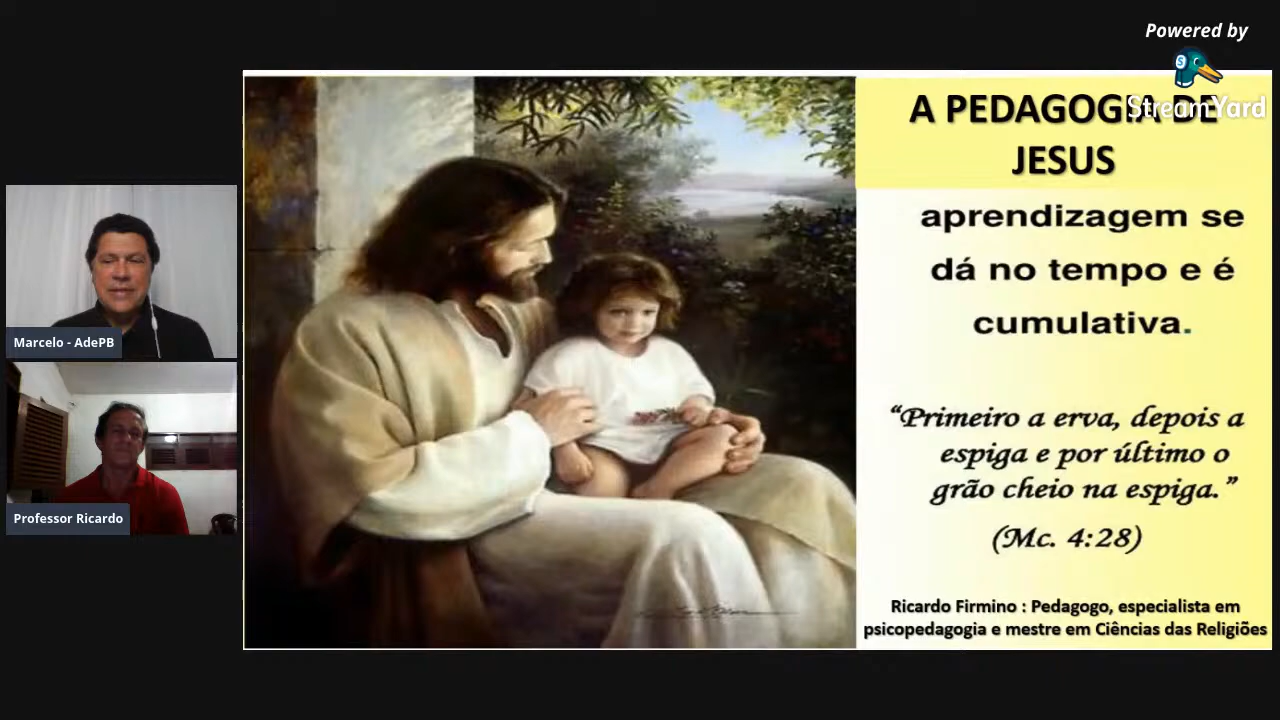 Powered by
StreamYard
A PEDAGOGIA DE
JESUS
aprendizagem se
dá no tempo e é
cumulativa.
“Primeiro a erva, depois a
espiga e por último o
grão cheio na espiga.”
(Mc. 4:28)
Ricardo Firmino : Pedagogo, especialista em
psicopedagogia e mestre em Ciências das Religiões
Marcelo - AdePB
Professor Ricardo